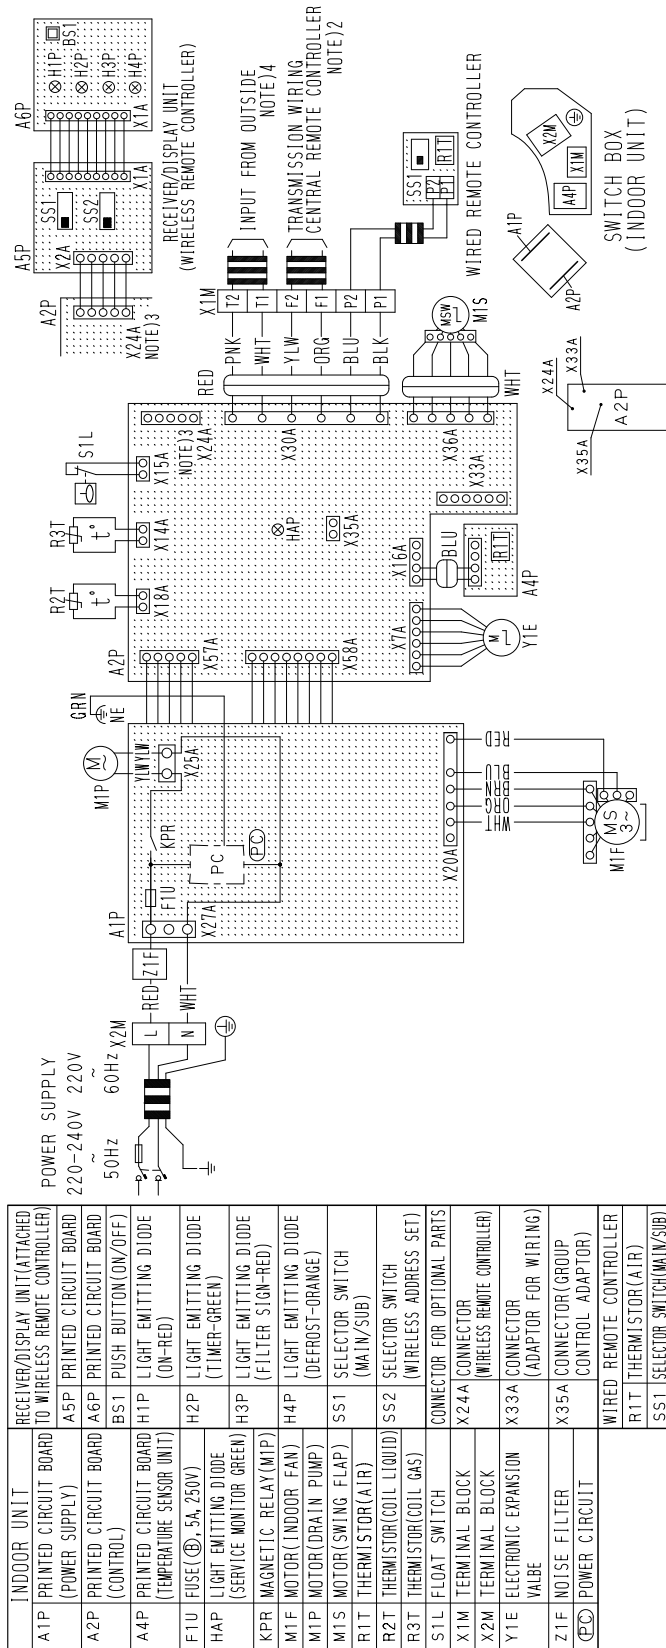 INDOOR UNIT
A1P PRINTED CIRCUIT BOARD
(POWER SUPPLY)
A2P PRINTED CIRCUIT BOARD
(CONTROL)
A4P PRINTED CIRCUIT BOARD
(TEMPERATURE SENSOR UNIT)
F1U FUSE(Ⓑ, 5A, 250V)
HAP LIGHT EMITTING DIODE
(SERVICE MONITOR GREEN)
KPR MAGNETIC RELAY(M1P)
M1F MOTOR(INDOOR FAN)
M1P MOTOR(DRAIN PUMP)
M1S MOTOR(SWING FLAP)
R1T THERMISTOR(AIR)
R2T THERMISTOR(COIL LIQUID)
R3T THERMISTOR(COIL GAS)
S1L FLOAT SWITCH
X1M TERMINAL BLOCK
X2M TERMINAL BLOCK
Y1E ELECTRONIC EXPANSION
VALBE
Z1F NOISE FILTER
PC POWER CIRCUIT
RECEIVER/DISPLAY UNIT(ATTACHED
TO WIRELESS REMOTE CONTROLLER)
A5P PRINTED CIRCUIT BOARD
A6P PRINTED CIRCUIT BOARD
BS1 PUSH BUTTON(ON/OFF)
H1P LIGHT EMITTING DIODE
(ON-RED)
H2P LIGHT EMITTING DIODE
(TIMER-GREEN)
H3P LIGHT EMITTING DIODE
(FILTER SIGN-RED)
H4P LIGHT EMITTING DIODE
(DEFROST-ORANGE)
SS1 SELECTOR SWITCH
(MAIN/SUB)
SS2 SELECTOR SWITCH
(WIRELESS ADDRESS SET)
CONNECTOR FOR OPTIONAL PARTS
X24A CONNECTOR
(WIRELESS REMOTE CONTROLLER)
X33A CONNECTOR
(ADAPTOR FOR WIRING)
X35A CONNECTOR(GROUP
CONTROL ADAPTOR)
WIRED REMOTE CONTROLLER
R1T THERMISTOR(AIR)
SS1 SELECTOR SWITCH(MAIN/SUB)
POWER SUPPLY
220-240V 220V
~ ~
50Hz 60Hz
X2M
L
N
RED
Z1F
WHT
A1P
F1U
X27A
KPR
PC
PC
M1P
M~
YLW
YLW
X25A
GRN
NE
X20A
WHT
ORG
BRN
BLU
RED
M1F
MS
3~
A2P
X57A
X58A
R2T
t°
X18A
R3T
t°
X14A
S1L
X15A
NOTE)3
X24A
HAP
X35A
X30A
X7A
M
Y1E
X16A
BLU
R1T
A4P
X33A
X36A
WHT
MSW
M1S
RED
PNK
WHT
YLW
ORG
BLU
BLK
X1M
T2
T1
F2
F1
P2
P1
INPUT FROM OUTSIDE
NOTE)4
TRANSMISSION WIRING
CENTRAL REMOTE CONTROLLER
NOTE)2
SS1
P2
P1
R1T
WIRED REMOTE CONTROLLER
A2P
X24A
NOTE)3
A5P
X2A
SS1
SS2
X1A
A6P
X1A
BS1
H1P
H2P
H3P
H4P
RECEIVER/DISPLAY UNIT
(WIRELESS REMOTE CONTROLLER)
X35A
X24A
X33A
A2P
A1P
A2P
A4P
X1M
X2M
SWITCH BOX
(INDOOR UNIT)